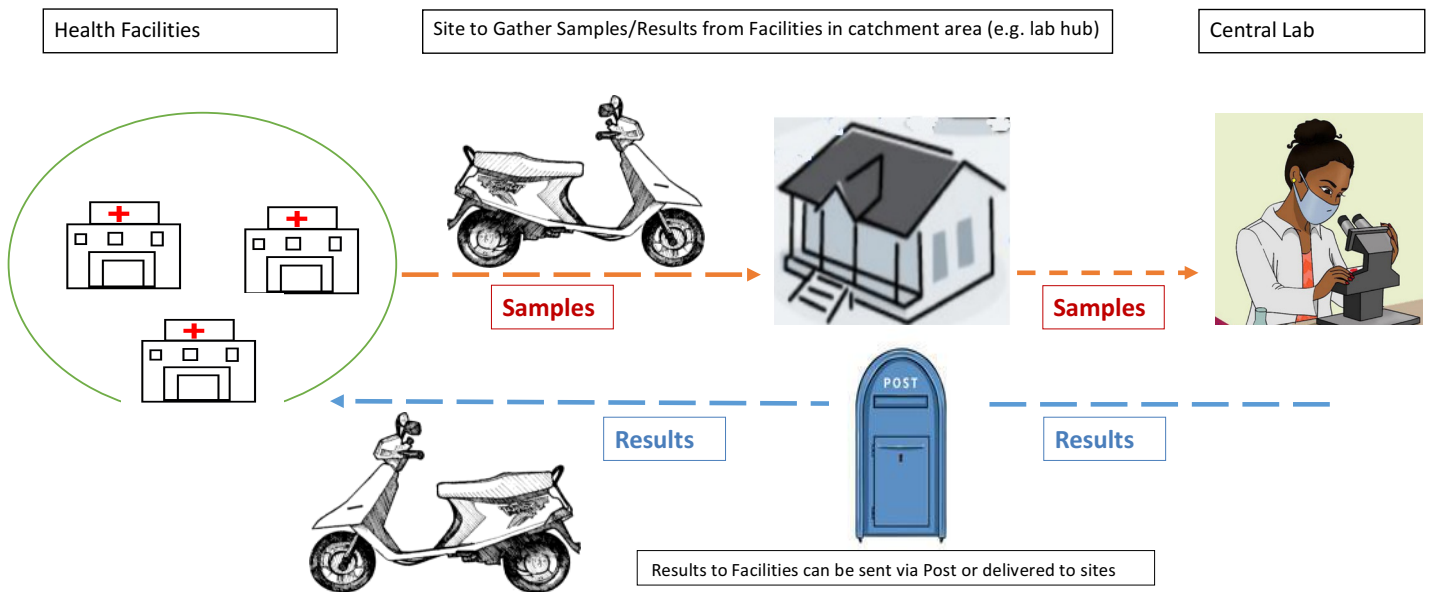 Health Facilities
Site to Gather Samples/Results from Facilities in catchment area (e.g. lab hub)
Central Lab
Samples
Samples
POST
Results
Results
Results to Facilities can be sent via Post or delivered to sites